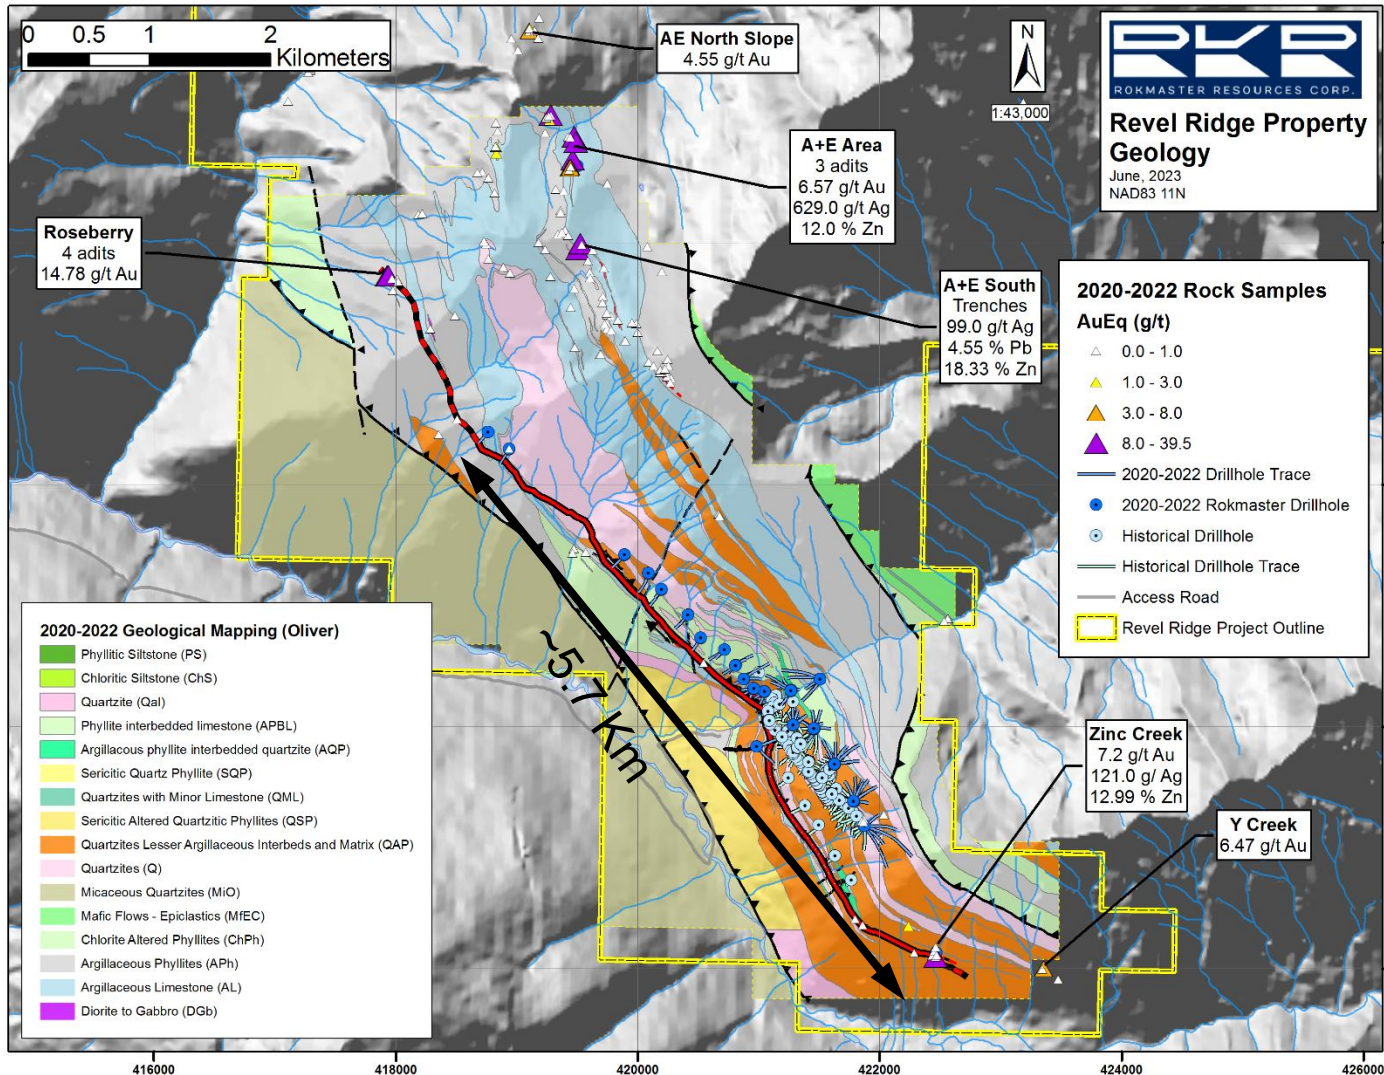 0 0.5 1 2
Kilometers
AE North Slope
4.55 g/t Au
N
1:43,000
RKR
ROKMASTER RESOURCES CORP.
Revel Ridge Property
Geology
June, 2023
NAD83 11N
A+E Area
3 adits
6.57 g/t Au
629.0 g/t Ag
12.0 % Zn
Roseberry
4 adits
14.78 g/t Au
A+E South
Trenches
99.0 g/t Ag
4.55 % Pb
18.33 % Zn
2020-2022 Rock Samples
AuEq (g/t)
0.0 - 1.0
1.0 - 3.0
3.0 - 8.0
8.0 - 39.5
2020-2022 Drillhole Trace
2020-2022 Rokmaster Drillhole
Historical Drillhole
Historical Drillhole Trace
Access Road
Revel Ridge Project Outline
~5.7 Km
2020-2022 Geological Mapping (Oliver)
Phyllitic Siltstone (PS)
Chloritic Siltstone (ChS)
Quartzite (Qal)
Phyllite interbedded limestone (APBL)
Argillaceous phyllite interbedded quartzite (AQP)
Sericitic Quartz Phyllite (SQP)
Quartzites with Minor Limestone (QML)
Sericitic Altered Quartzitic Phyllites (QSP)
Quartzites Lesser Argillaceous Interbeds and Matrix (QAP)
Quartzites (Q)
Micaceous Quartzites (MiO)
Mafic Flows - Epiclastics (MfEC)
Chlorite Altered Phyllites (ChPh)
Argillaceous Phyllites (APh)
Argillaceous Limestone (AL)
Diorite to Gabbro (DGb)
Zinc Creek
7.2 g/t Au
121.0 g/ Ag
12.99 % Zn
Y Creek
6.47 g/t Au
416000 418000 420000 422000 424000 426000